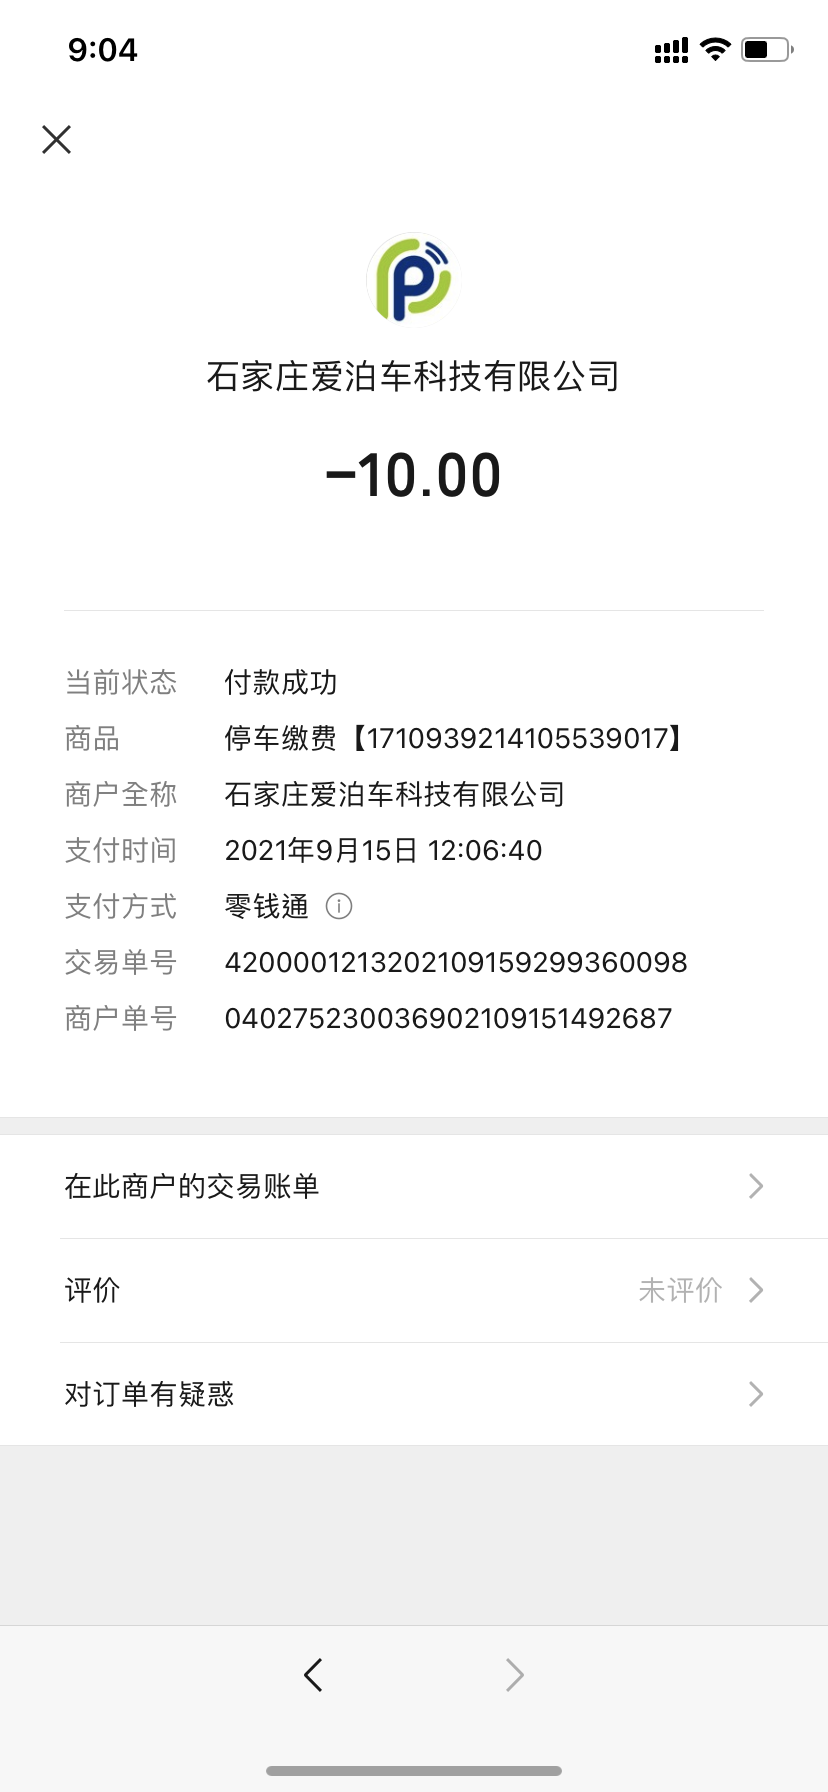 9:04
石家庄爱泊车科技有限公司
-10.00
当前状态 付款成功
商品 停车缴费【1710939214105539017】
商户全称 石家庄爱泊车科技有限公司
支付时间 2021年9月15日 12:06:40
支付方式 零钱通
交易单号 4200001213202109159299360098
商户单号 040275230036902109151492687
在此商户的交易账单
评价 未评价
对订单有疑惑